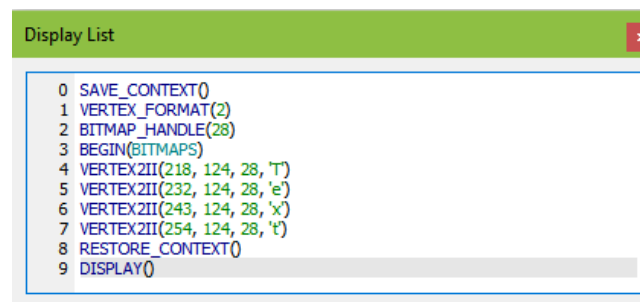 Display List
0 SAVE_CONTEXT()
1 VERTEX_FORMAT(2)
2 BITMAP_HANDLE(28)
3 BEGIN(BITMAPS)
4 VERTEX2II(218, 124, 28, 'T')
5 VERTEX2II(232, 124, 28, 'e')
6 VERTEX2II(243, 124, 28, 'x')
7 VERTEX2II(254, 124, 28, 't')
8 RESTORE_CONTEXT()
9 DISPLAY()